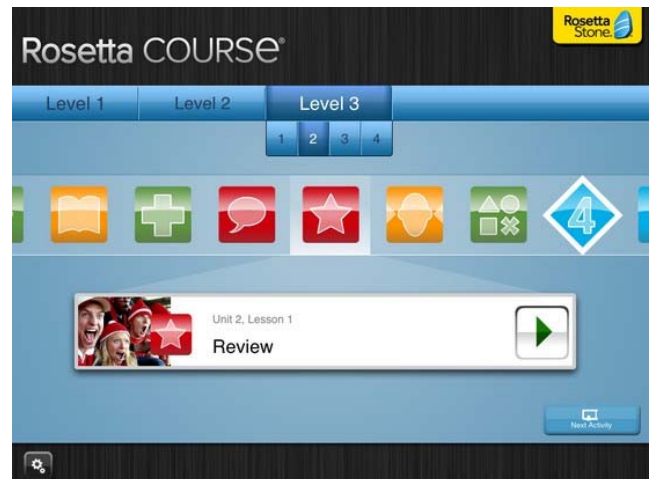 Rosetta COURSE®
Rosetta
Stone
Level 1 Level 2 Level 3
1 2 3 4
4
Unit 2, Lesson 1
Review
Next Activity